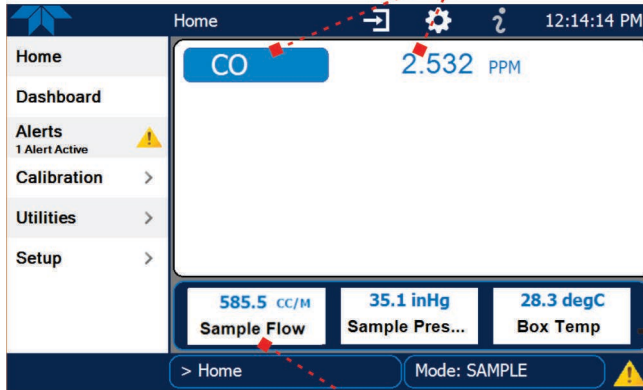 Home
12:14:14 PM
Home
Dashboard
Alerts
1 Alert Active
Calibration >
Utilities >
Setup >
CO
2.532 PPM
585.5 CC/M
Sample Flow
35.1 inHg
Sample Pres...
28.3 degC
Box Temp
> Home
Mode: SAMPLE